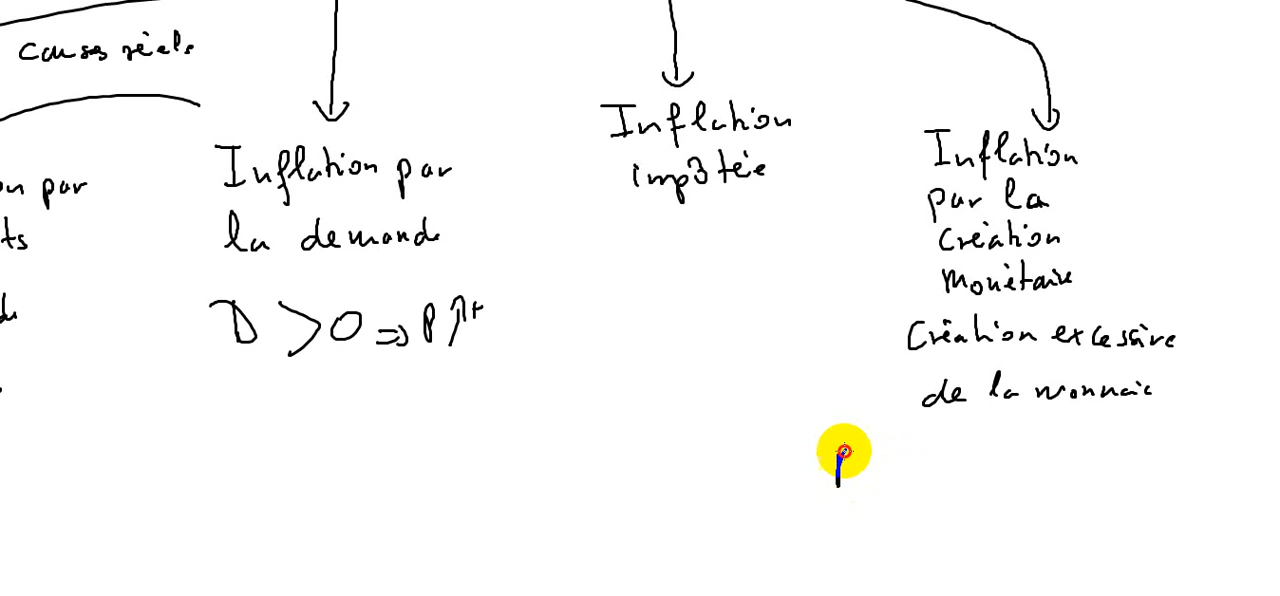 causes réels
Inflation
imp3tée
Inflation par
la demande
Inflation
par la
création
monétaire
on par
ts
D > O => P ↑
Création excessive
de la monnaie